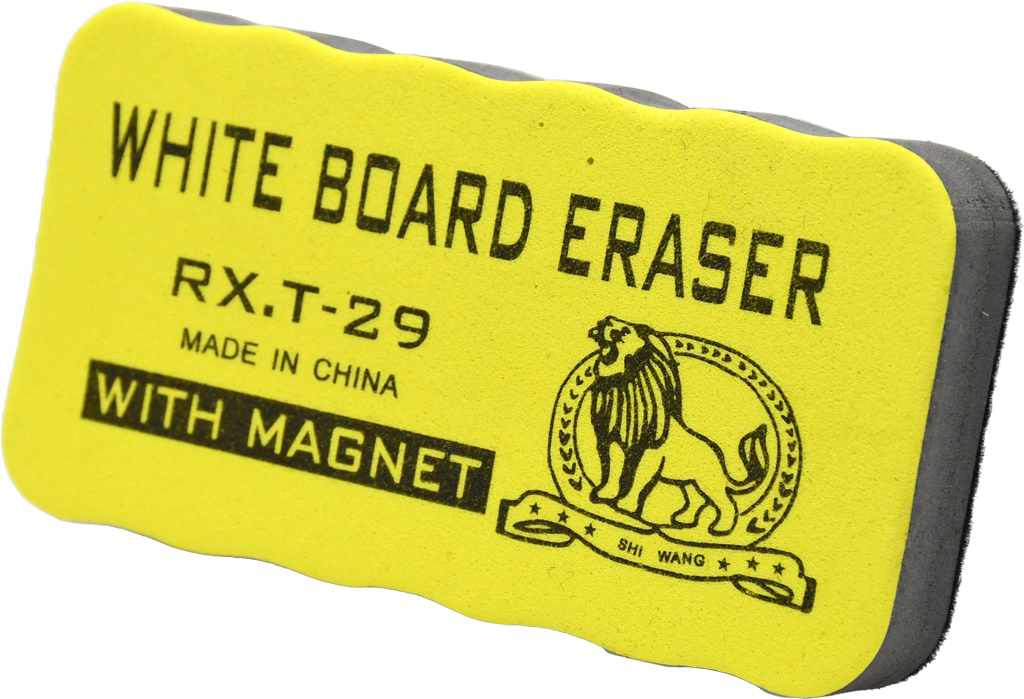 WHITE BOARD ERASER
RX.T-29
MADE IN CHINA
WITH MAGNET
SHI WANG